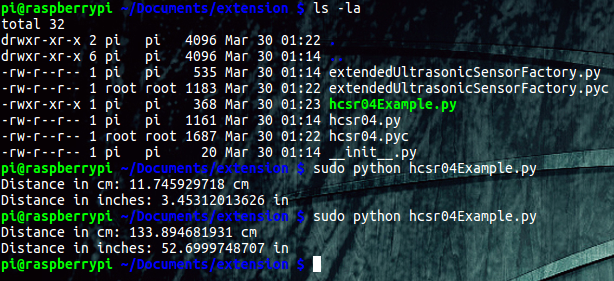 pi@raspberrypi ~/Documents/extension $ ls -la
total 32
drwxr-xr-x 2 pi   pi   4096 Mar 30 01:22 .
drwxr-xr-x 6 pi   pi   4096 Mar 30 01:14 ..
-rw-r--r-- 1 pi   pi    535 Mar 30 01:14 extendedUltrasonicSensorFactory.py
-rw-r--r-- 1 root root 1183 Mar 30 01:22 extendedUltrasonicSensorFactory.pyc
-rwxr-xr-x 1 pi   pi    368 Mar 30 01:23 hcsr04Example.py
-rw-r--r-- 1 pi   pi   1161 Mar 30 01:14 hcsr04.py
-rw-r--r-- 1 root root 1687 Mar 30 01:22 hcsr04.pyc
-rw-r--r-- 1 pi   pi     20 Mar 30 01:14 __init__.py
pi@raspberrypi ~/Documents/extension $ sudo python hcsr04Example.py
Distance in cm: 11.745929718 cm
Distance in inches: 3.45312013626 in
pi@raspberrypi ~/Documents/extension $ sudo python hcsr04Example.py
Distance in cm: 133.894681931 cm
Distance in inches: 52.6999748707 in
pi@raspberrypi ~/Documents/extension $